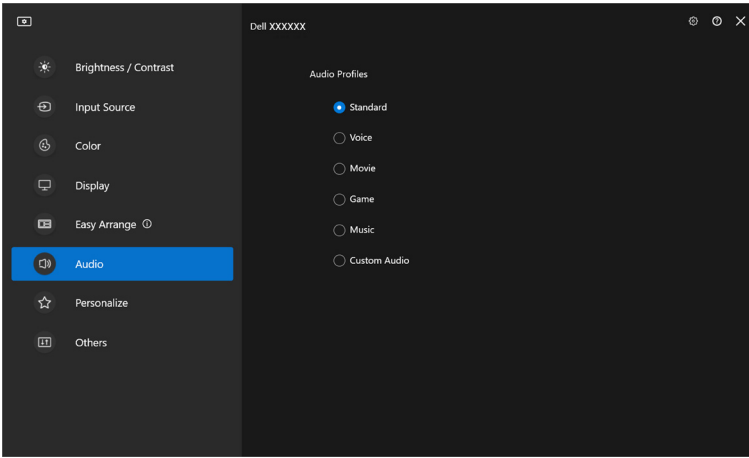 Dell XXXXXX
Brightness / Contrast
Input Source
Color
Display
Easy Arrange
Audio
Personalize
Others
Audio Profiles
Standard
Voice
Movie
Game
Music
Custom Audio